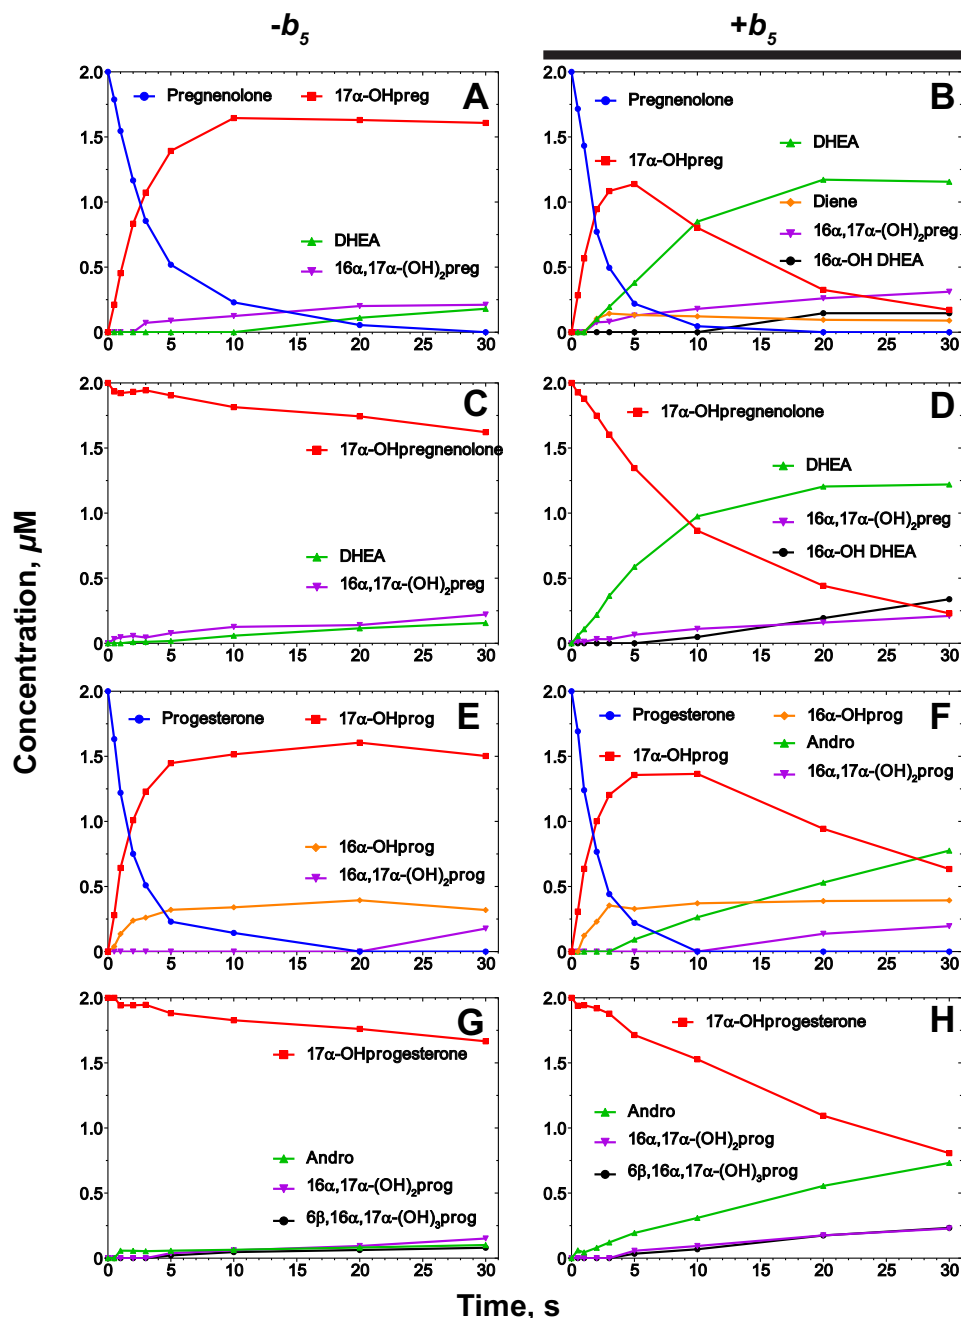 -b5
+b5
Concentration, µM
A
2.0
1.5
1.0
0.5
0
Pregnenolone
17α-OHpreg
DHEA
16α,17α-(OH)2preg
0 5 10 15 20 25 30
B
2.0
1.5
1.0
0.5
0
Pregnenolone
DHEA
17α-OHpreg
Diene
16α,17α-(OH)2preg
16α-OH DHEA
0 5 10 15 20 25 30
C
2.0
1.5
1.0
0.5
0
17α-OHpregnenolone
DHEA
16α,17α-(OH)2preg
0 5 10 15 20 25 30
D
2.0
1.5
1.0
0.5
0
17α-OHpregnenolone
DHEA
16α,17α-(OH)2preg
16α-OH DHEA
0 5 10 15 20 25 30
E
2.0
1.5
1.0
0.5
0
Progesterone
17α-OHprog
16α-OHprog
16α,17α-(OH)2prog
0 5 10 15 20 25 30
F
2.0
1.5
1.0
0.5
0
Progesterone
16α-OHprog
17α-OHprog
Andro
16α,17α-(OH)2prog
0 5 10 15 20 25 30
G
2.0
1.5
1.0
0.5
0
17α-OHprogesterone
Andro
16α,17α-(OH)2prog
6β,16α,17α-(OH)3prog
0 5 10 15 20 25 30
H
2.0
1.5
1.0
0.5
0
17α-OHprogesterone
Andro
16α,17α-(OH)2prog
6β,16α,17α-(OH)3prog
0 5 10 15 20 25 30
Time, s